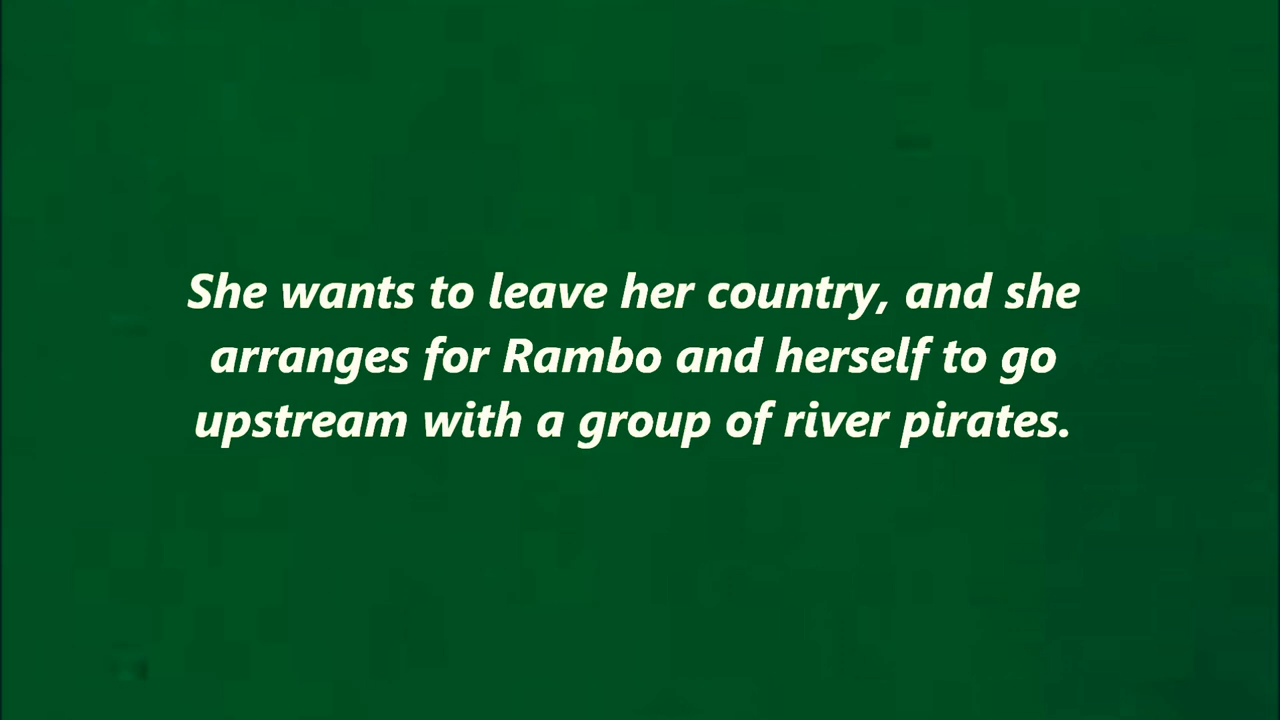 She wants to leave her country, and she
arranges for Rambo and herself to go
upstream with a group of river pirates.